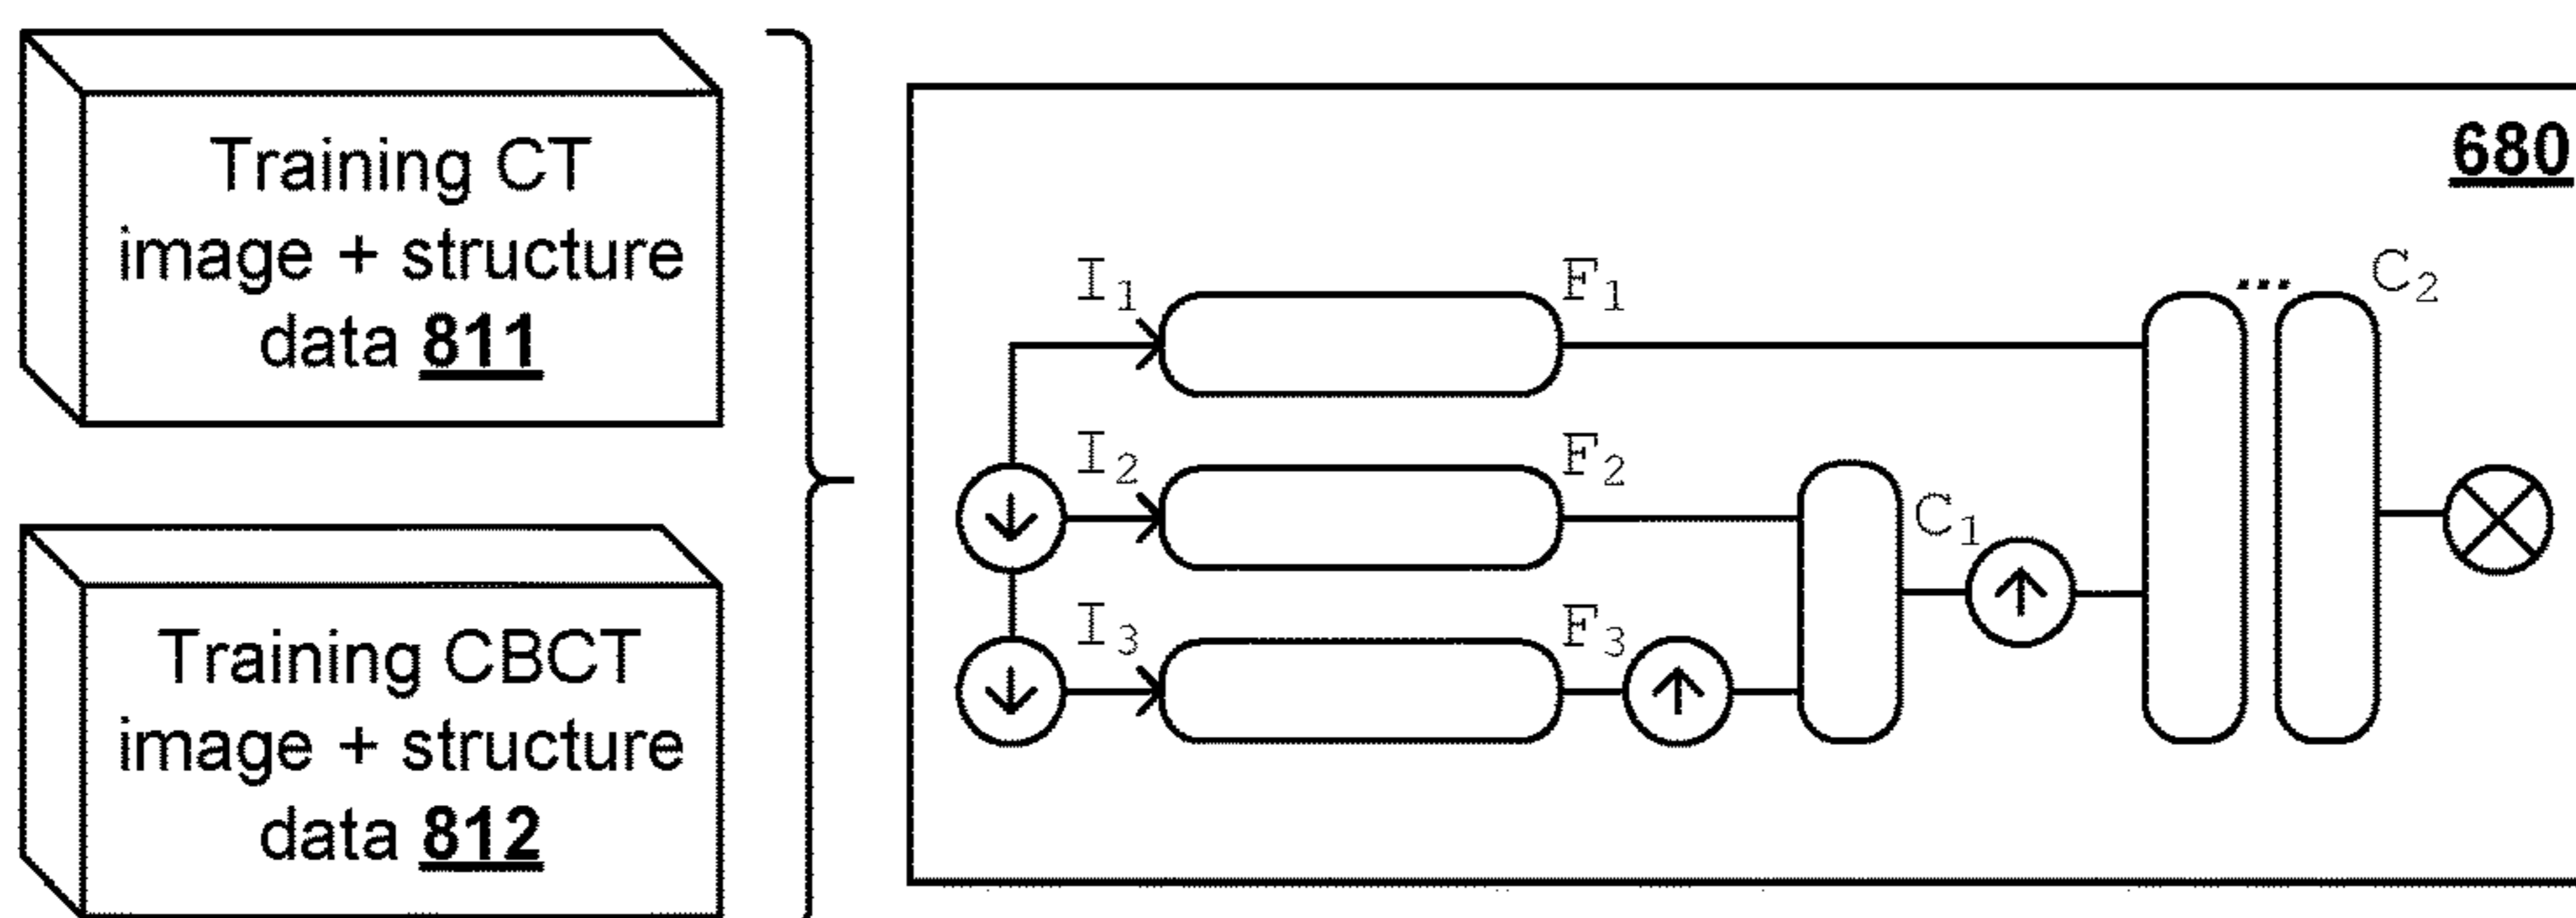 Training CT
image + structure
data 811
Training CBCT
image + structure
data 812
680
I₁ F₁ ... C₂
I₂ F₂ C₁
I₃ F₃